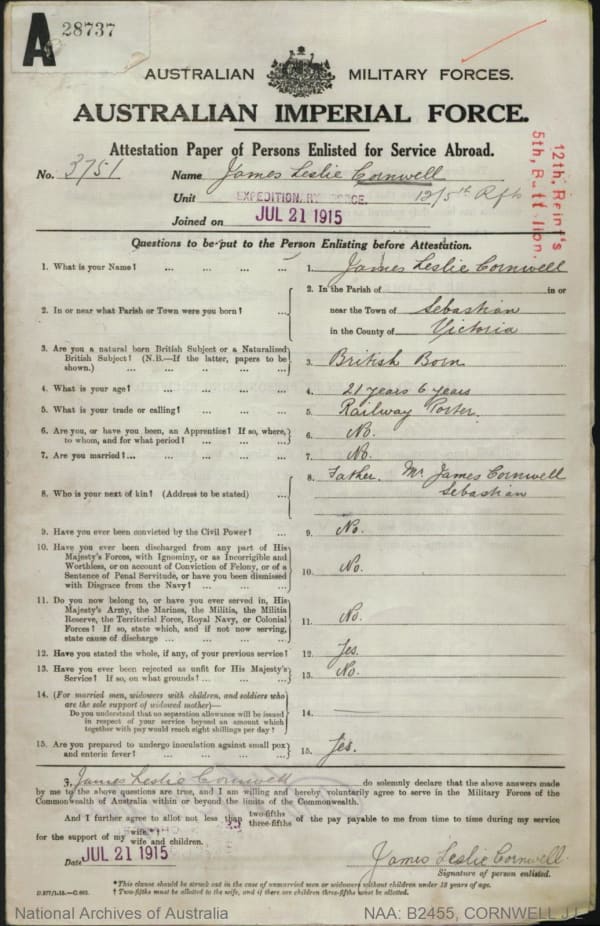 A 28737
AUSTRALIAN MILITARY FORCES.
AUSTRALIAN IMPERIAL FORCE.
Attestation Paper of Persons Enlisted for Service Abroad.
No. 3751 Name James Leslie Cornwell
Unit EXPEDITION RY FORCE. 12/5th Rfts
Joined on JUL 21 1915
12th, Reint's
5th, Batt lion.
Questions to be put to the Person Enlisting before Attestation.
1. What is your Name? ... ... ... ... 1. James Leslie Cornwell
2. In or near what Parish or Town were you born? ... 2. In the Parish of in or
near the Town of Sebastian
in the County of Victoria
3. Are you a natural born British Subject or a Naturalized
British Subject? (N.B.—If the latter, papers to be
shown.) ... ... ... ... 3. British Born
4. What is your age? ... ... ... ... 4. 21 years 6 years
5. What is your trade or calling? ... ... ... 5. Railway Porter.
6. Are you, or have you been, an Apprentice? If so, where,
to whom, and for what period? ... ... ... 6. No.
7. Are you married?... ... ... ... ... 7. No.
8. Who is your next of kin? (Address to be stated) ... 8. Father. Mr James Cornwell
Sebastian
9. Have you ever been convicted by the Civil Power? ... 9. No.
10. Have you ever been discharged from any part of His
Majesty's Forces, with Ignominy, or as Incorrigible and
Worthless, or on account of Conviction of Felony, or of a
Sentence of Penal Servitude, or have you been dismissed
with Disgrace from the Navy? ... ... ... 10. No.
11. Do you now belong to, or have you ever served in, His
Majesty's Army, the Marines, the Militia, the Militia
Reserve, the Territorial Force, Royal Navy, or Colonial
Forces? If so, state which, and if not now serving,
state cause of discharge ... ... ... 11. No.
12. Have you stated the whole, if any, of your previous service? 12. Yes.
13. Have you ever been rejected as unfit for His Majesty's
Service? If so, on what grounds? ... ... ... 13. No.
14. (For married men, widowers with children, and soldiers who
are the sole support of widowed mother)—
Do you understand that no separation allowance will be issued
in respect of your service beyond an amount which
together with pay would reach eight shillings per day? 14. —
15. Are you prepared to undergo inoculation against small pox
and enteric fever? ... ... ... ... 15. Yes.
I, James Leslie Cornwell do solemnly declare that the above answers made
by me to the above questions are true, and I am willing and hereby voluntarily agree to serve in the Military Forces of the
Commonwealth of Australia within or beyond the limits of the Commonwealth.
And I further agree to allot not less than two-fifths
three-fifths of the pay payable to me from time to time during my service
for the support of my wife.*†
wife and children.
Date JUL 21 1915
James Leslie Cornwell
Signature of person enlisted.
* This clause should be struck out in the case of unmarried men or widowers without children under 18 years of age.
† Two-fifths must be allotted to the wife, and if there are children three-fifths must be allotted.
National Archives of Australia NAA: B2455, CORNWELL J L